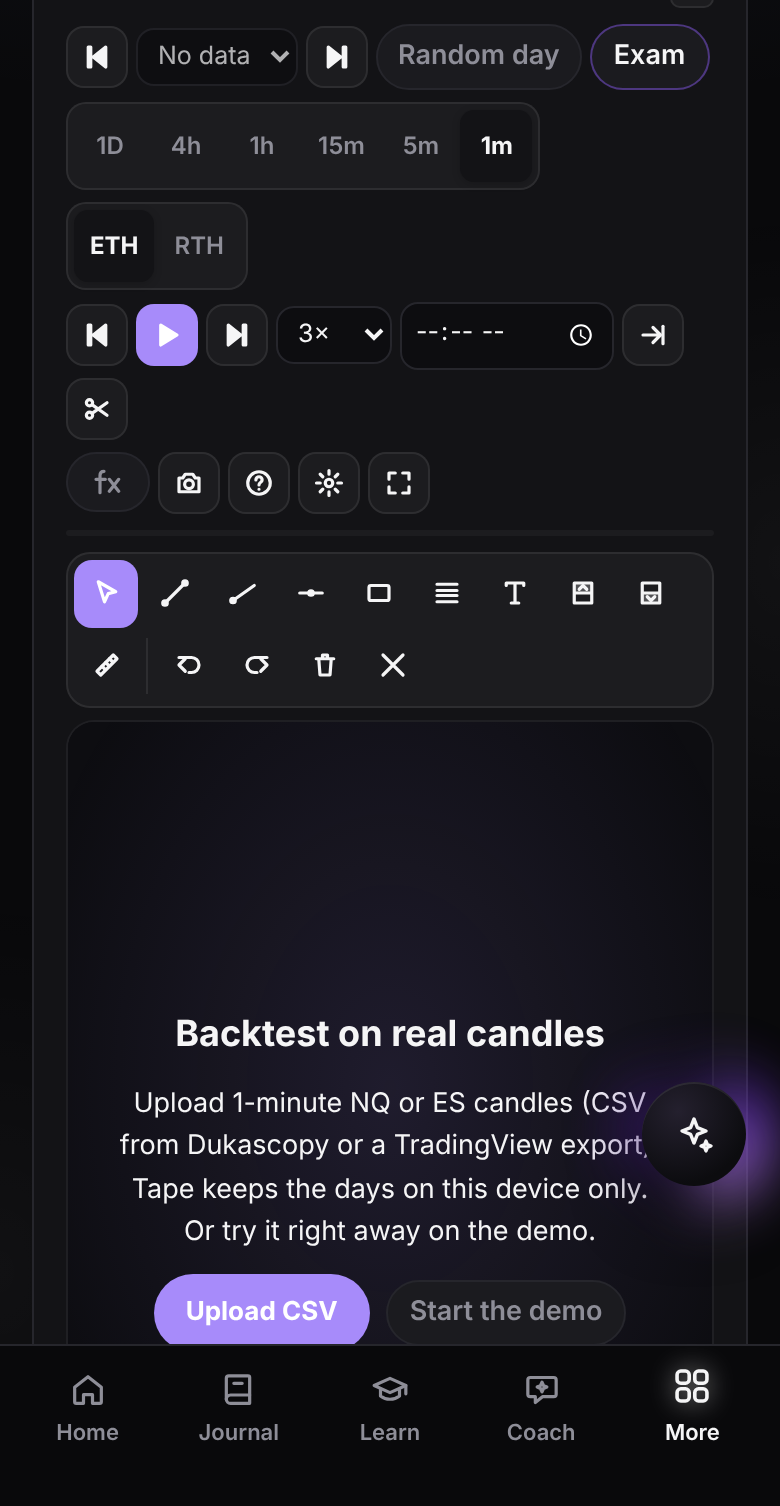 No data
Random day
Exam
1D 4h 1h 15m 5m 1m
ETH RTH
3× --:-- --
fx
Backtest on real candles
Upload 1-minute NQ or ES candles (CSV
from Dukascopy or a TradingView export)
Tape keeps the days on this device only.
Or try it right away on the demo.
Upload CSV Start the demo
Home Journal Learn Coach More